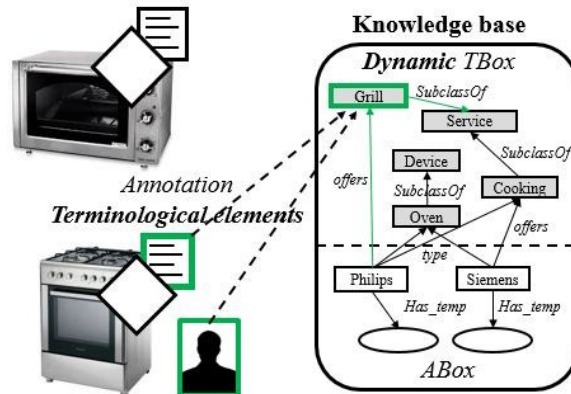 Knowledge base
Dynamic TBox
Grill
SubclassOf
Service
Device
SubclassOf
offers
SubclassOf
Cooking
Annotation
Terminological elements
Oven
offers
type
Philips
Siemens
Has_temp
Has_temp
ABox